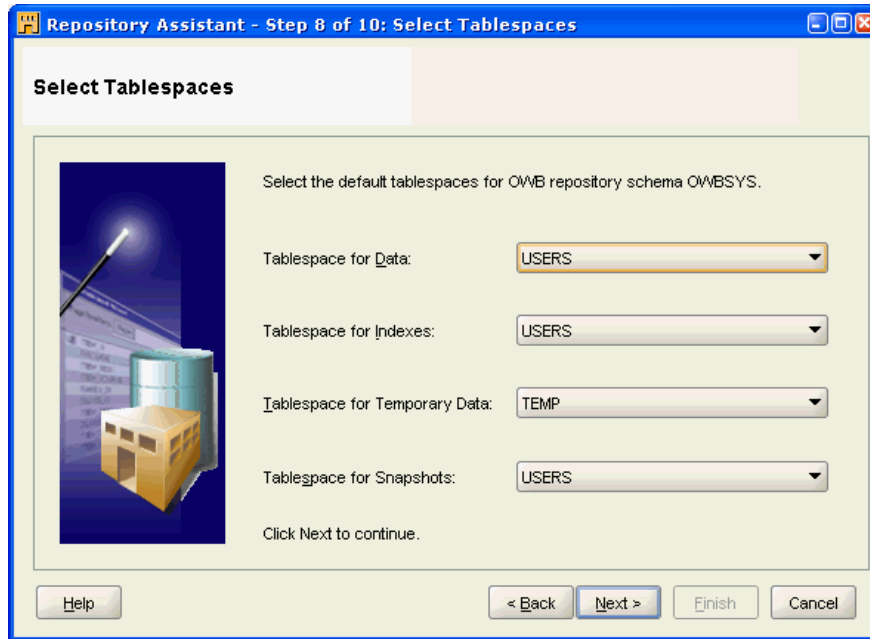 Repository Assistant - Step 8 of 10: Select Tablespaces
Select Tablespaces
Select the default tablespaces for OWB repository schema OWBSYS.
Tablespace for Data: USERS
Tablespace for Indexes: USERS
Tablespace for Temporary Data: TEMP
Tablespace for Snapshots: USERS
Click Next to continue.
Help < Back Next > Finish Cancel